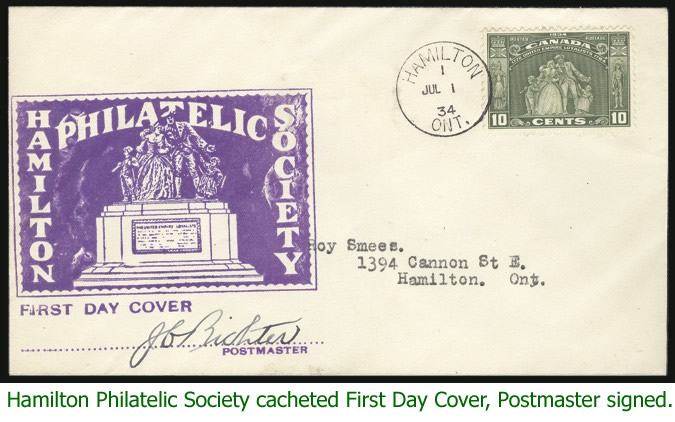 HAMILTON PHILATELIC SOCIETY
FIRST DAY COVER
J C Richter
POSTMASTER
HAMILTON
1
JUL 1
34
ONT.
1934
CANADA
10 CENTS 10
Roy Smees.
1394 Cannon St E.
Hamilton. Ont.
Hamilton Philatelic Society cacheted First Day Cover, Postmaster signed.